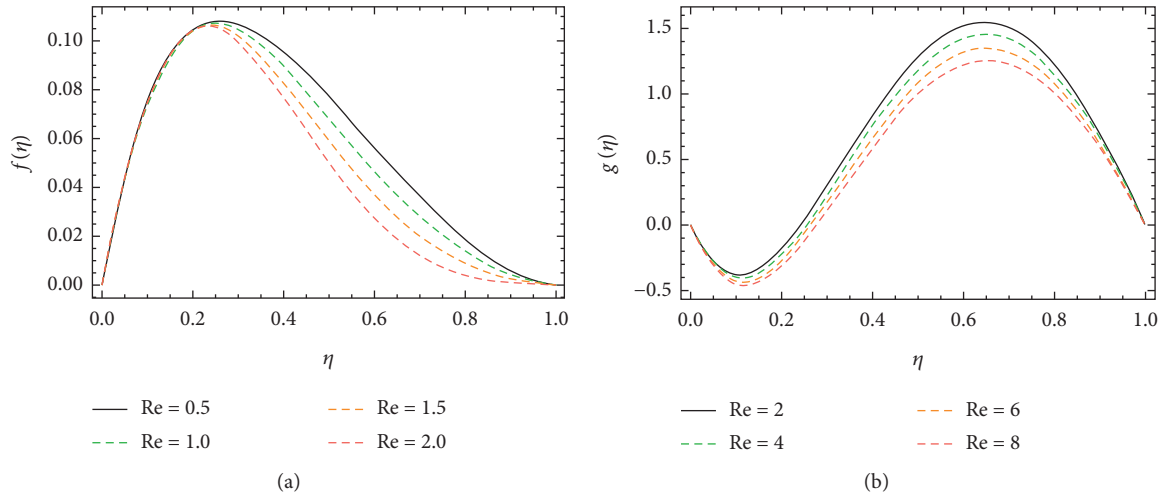 0.10
0.08
0.06
0.04
0.02
0.00
f (η)
0.0 0.2 0.4 0.6 0.8 1.0
η
Re = 0.5
Re = 1.0
Re = 1.5
Re = 2.0
(a)
1.5
1.0
0.5
0.0
−0.5
g (η)
0.0 0.2 0.4 0.6 0.8 1.0
η
Re = 2
Re = 4
Re = 6
Re = 8
(b)